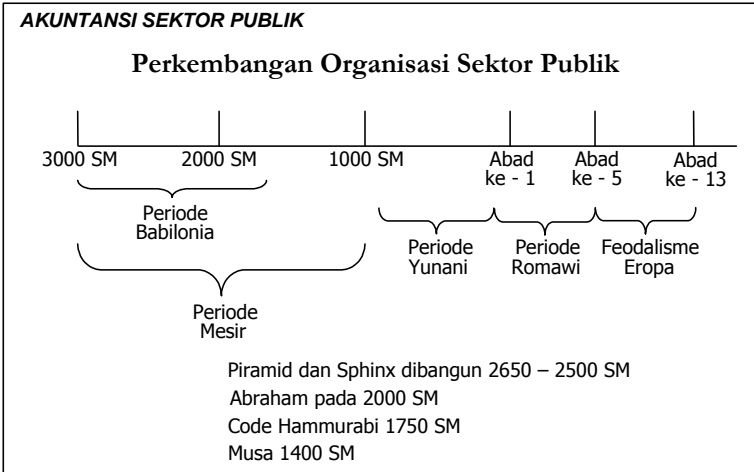 AKUNTANSI SEKTOR PUBLIK
Perkembangan Organisasi Sektor Publik
3000 SM
2000 SM
1000 SM
Abad
ke - 1
Abad
ke - 5
Abad
ke - 13
Periode
Babilonia
Periode
Yunani
Periode
Romawi
Feodalisme
Eropa
Periode
Mesir
Piramid dan Sphinx dibangun 2650 – 2500 SM
Abraham pada 2000 SM
Code Hammurabi 1750 SM
Musa 1400 SM